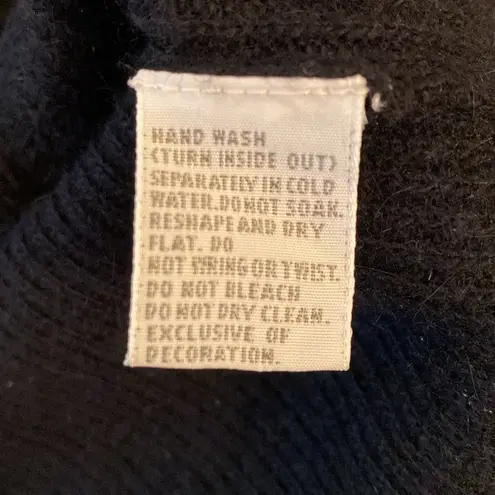 HAND WASH
(TURN INSIDE OUT)
SEPARATELY IN COLD
WATER.DO NOT SOAK.
RESHAPE AND DRY
FLAT. DO
NOT WRING OR TWIST.
DO NOT BLEACH
DO NOT DRY CLEAN.
EXCLUSIVE OF
DECORATION.